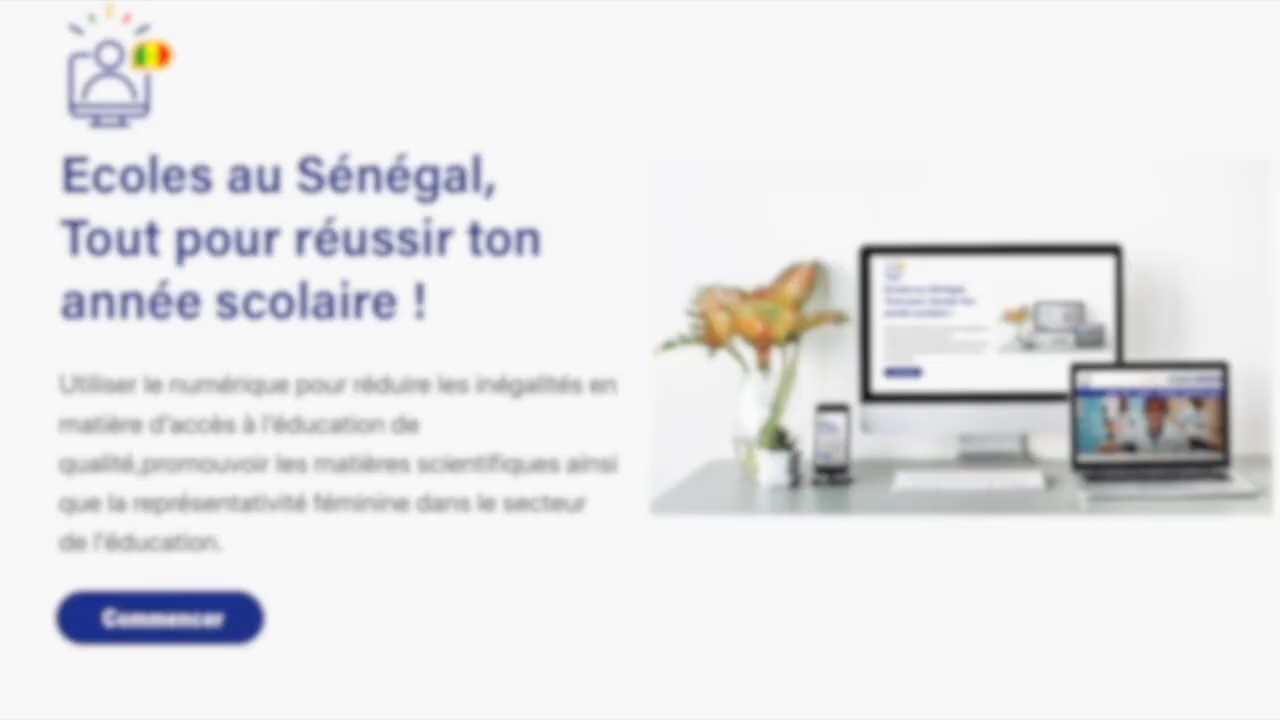 Ecoles au Sénégal,
Tout pour réussir ton
année scolaire !
Utiliser le numérique pour réduire les inégalités en
matière d'accès à l'éducation de
qualité,promouvoir les matières scientifiques ainsi
que la représentativité féminine dans le secteur
de l'éducation.
Commencer